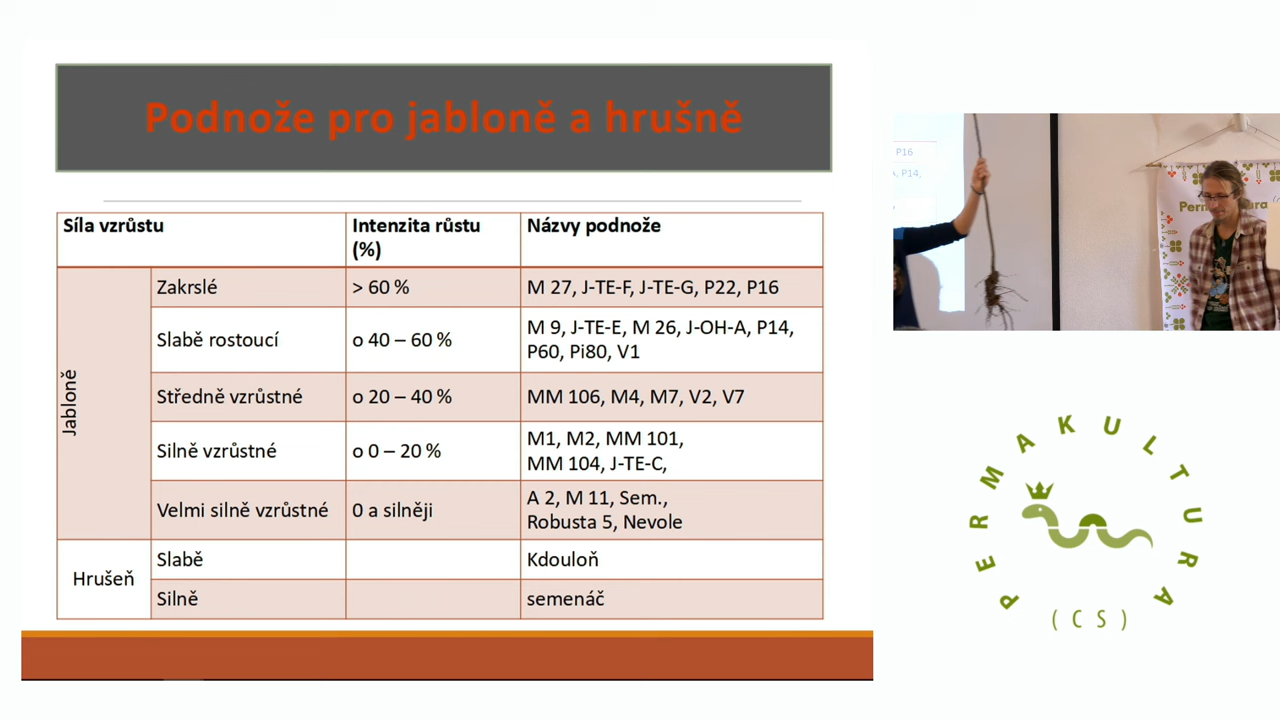 Podnože pro jabloně a hrušně
Síla vzrůstu
Intenzita růstu
(%)
Názvy podnože
Jabloně
Zakrslé
> 60 %
M 27, J-TE-F, J-TE-G, P22, P16
Slabě rostoucí
o 40 – 60 %
M 9, J-TE-E, M 26, J-OH-A, P14,
P60, Pi80, V1
Středně vzrůstné
o 20 – 40 %
MM 106, M4, M7, V2, V7
Silně vzrůstné
o 0 – 20 %
M1, M2, MM 101,
MM 104, J-TE-C,
Velmi silně vzrůstné
0 a silněji
A 2, M 11, Sem.,
Robusta 5, Nevole
Hrušeň
Slabě
Kdouloň
Silně
semenáč
P16
, P14,
PERMAKULTURA
(CS)